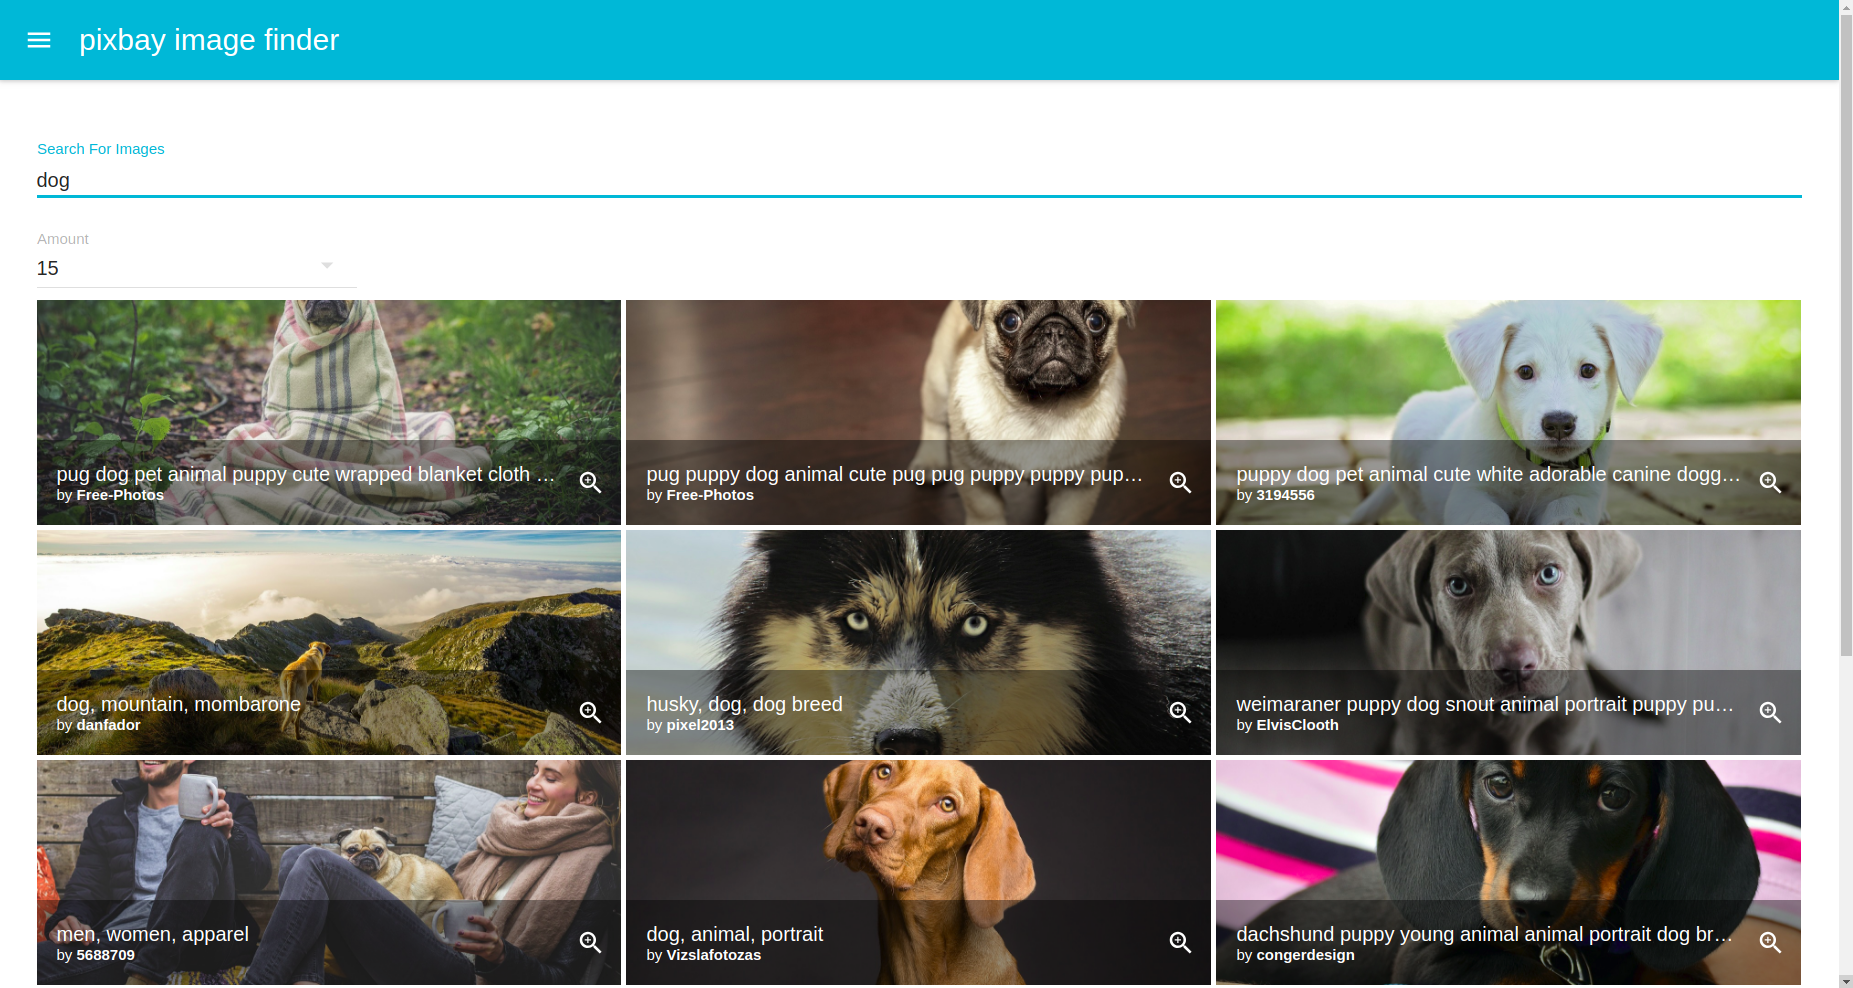 pixbay image finder
Search For Images
dog
Amount
15
pug dog pet animal puppy cute wrapped blanket cloth …
by Free-Photos
pug puppy dog animal cute pug pug puppy puppy pup…
by Free-Photos
puppy dog pet animal cute white adorable canine dogg…
by 3194556
dog, mountain, mombarone
by danfador
husky, dog, dog breed
by pixel2013
weimaraner puppy dog snout animal portrait puppy pu…
by ElvisClooth
men, women, apparel
by 5688709
dog, animal, portrait
by Vizslafotozas
dachshund puppy young animal animal portrait dog br…
by congerdesign